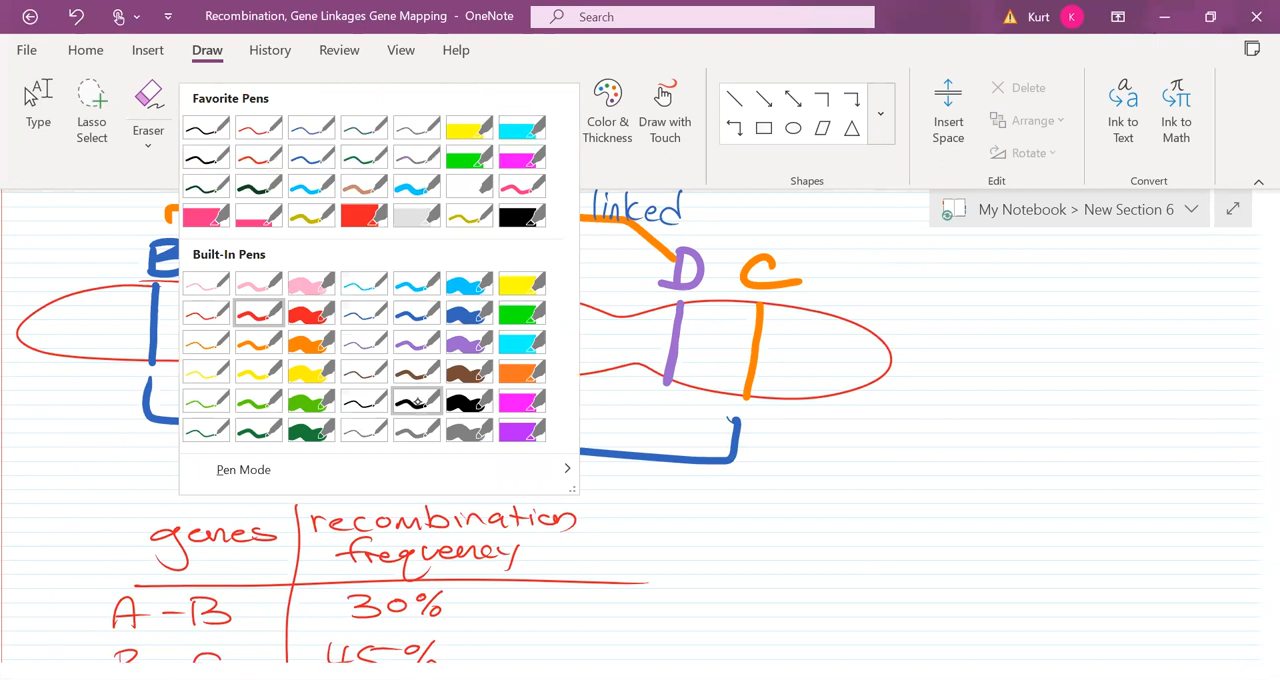 Recombination, Gene Linkages Gene Mapping - OneNote
Search
Kurt
K
File Home Insert Draw History Review View Help
Type
Lasso Select
Eraser
Favorite Pens
Color & Thickness
Draw with Touch
Shapes
Insert Space
Delete
Arrange
Rotate
Edit
Ink to Text
Ink to Math
Convert
My Notebook > New Section 6
Built-In Pens
Pen Mode
linked
D C
genes recombination frequency
A-B 30%
45%